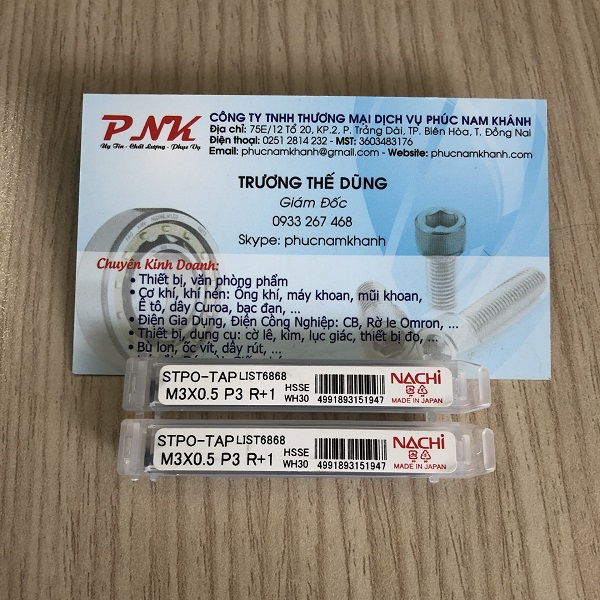 PNK
Uy Tín - Chất Lượng - Phục Vụ
CÔNG TY TNHH THƯƠNG MẠI DỊCH VỤ PHÚC NAM KHÁNH
Địa chỉ: 75E/12 Tổ 20, KP.2, P. Trảng Dài, TP. Biên Hòa, T. Đồng Nai
Điện thoại: 0251 2814 232 - MST: 3603483176
Email: phucnamkhanh@gmail.com - Website: phucnamkhanh.com
TRƯƠNG THẾ DŨNG
Giám Đốc
0933 267 468
Skype: phucnamkhanh
Chuyên Kinh Doanh:
• Thiết bị, văn phòng phẩm
• Cơ khí, khí nén: Ống khí, máy khoan, mũi khoan,
Ê tô, dây Curoa, bạc đạn, ...
• Điện Gia Dụng, Điện Công Nghiệp: CB, Rờ le Omron, ...
• Thiết bị, dụng cụ: cờ lê, kìm, lục giác, thiết bị đo, ...
• Bù lon, ốc vít, dây rút, ...
STPO-TAP LIST6868
M3X0.5 P3 R+1
HSSE
WH30
4991893151947
NACHi
MADE IN JAPAN
STPO-TAP LIST6868
M3X0.5 P3 R+1
HSSE
WH30
4991893151947
NACHi
MADE IN JAPAN